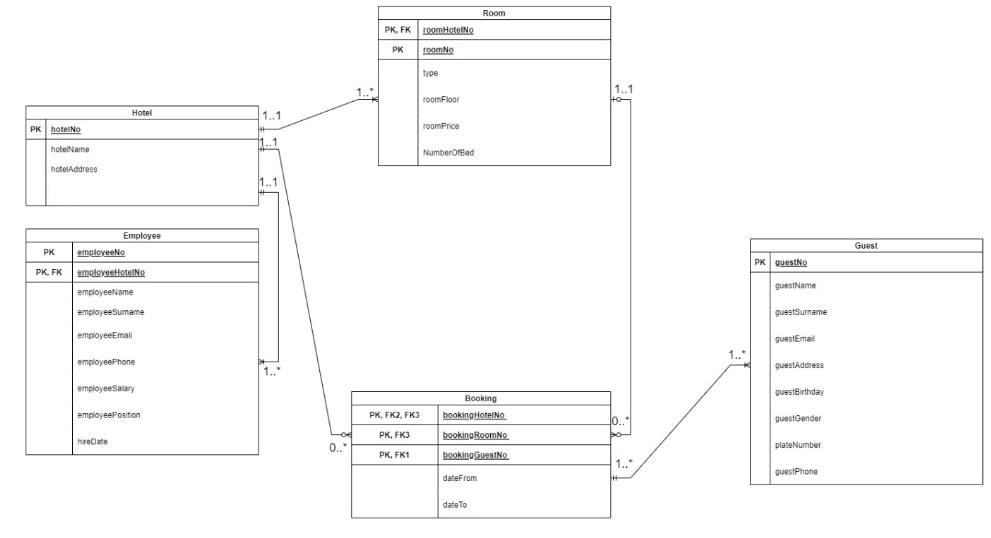 Room
PK, FK roomHotelNo
PK roomNo
type
roomFloor
roomPrice
NumberOfBed
1..*
1..1
Hotel
PK hotelNo
hotelName
hotelAddress
1..1
1..1
1..1
Employee
PK employeeNo
PK, FK employeeHotelNo
employeeName
employeeSurname
employeeEmail
employeePhone
employeeSalary
employeePosition
hireDate
1..*
Booking
PK, FK2, FK3 bookingHotelNo
PK, FK3 bookingRoomNo
PK, FK1 bookingGuestNo
dateFrom
dateTo
0..*
0..*
1..*
Guest
PK guestNo
guestName
guestSurname
guestEmail
guestAddress
guestBirthday
guestGender
plateNumber
guestPhone
1..*